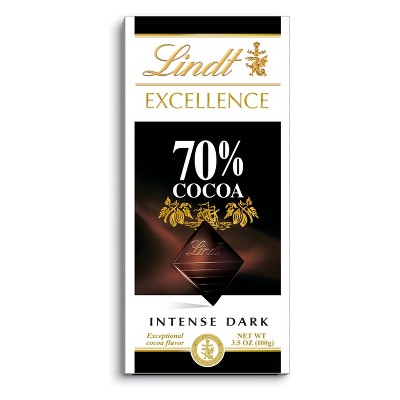 Lindt
EXCELLENCE
70%
COCOA
Lindt
INTENSE DARK
Exceptional
cocoa flavor
NET WT
3.5 OZ (100g)